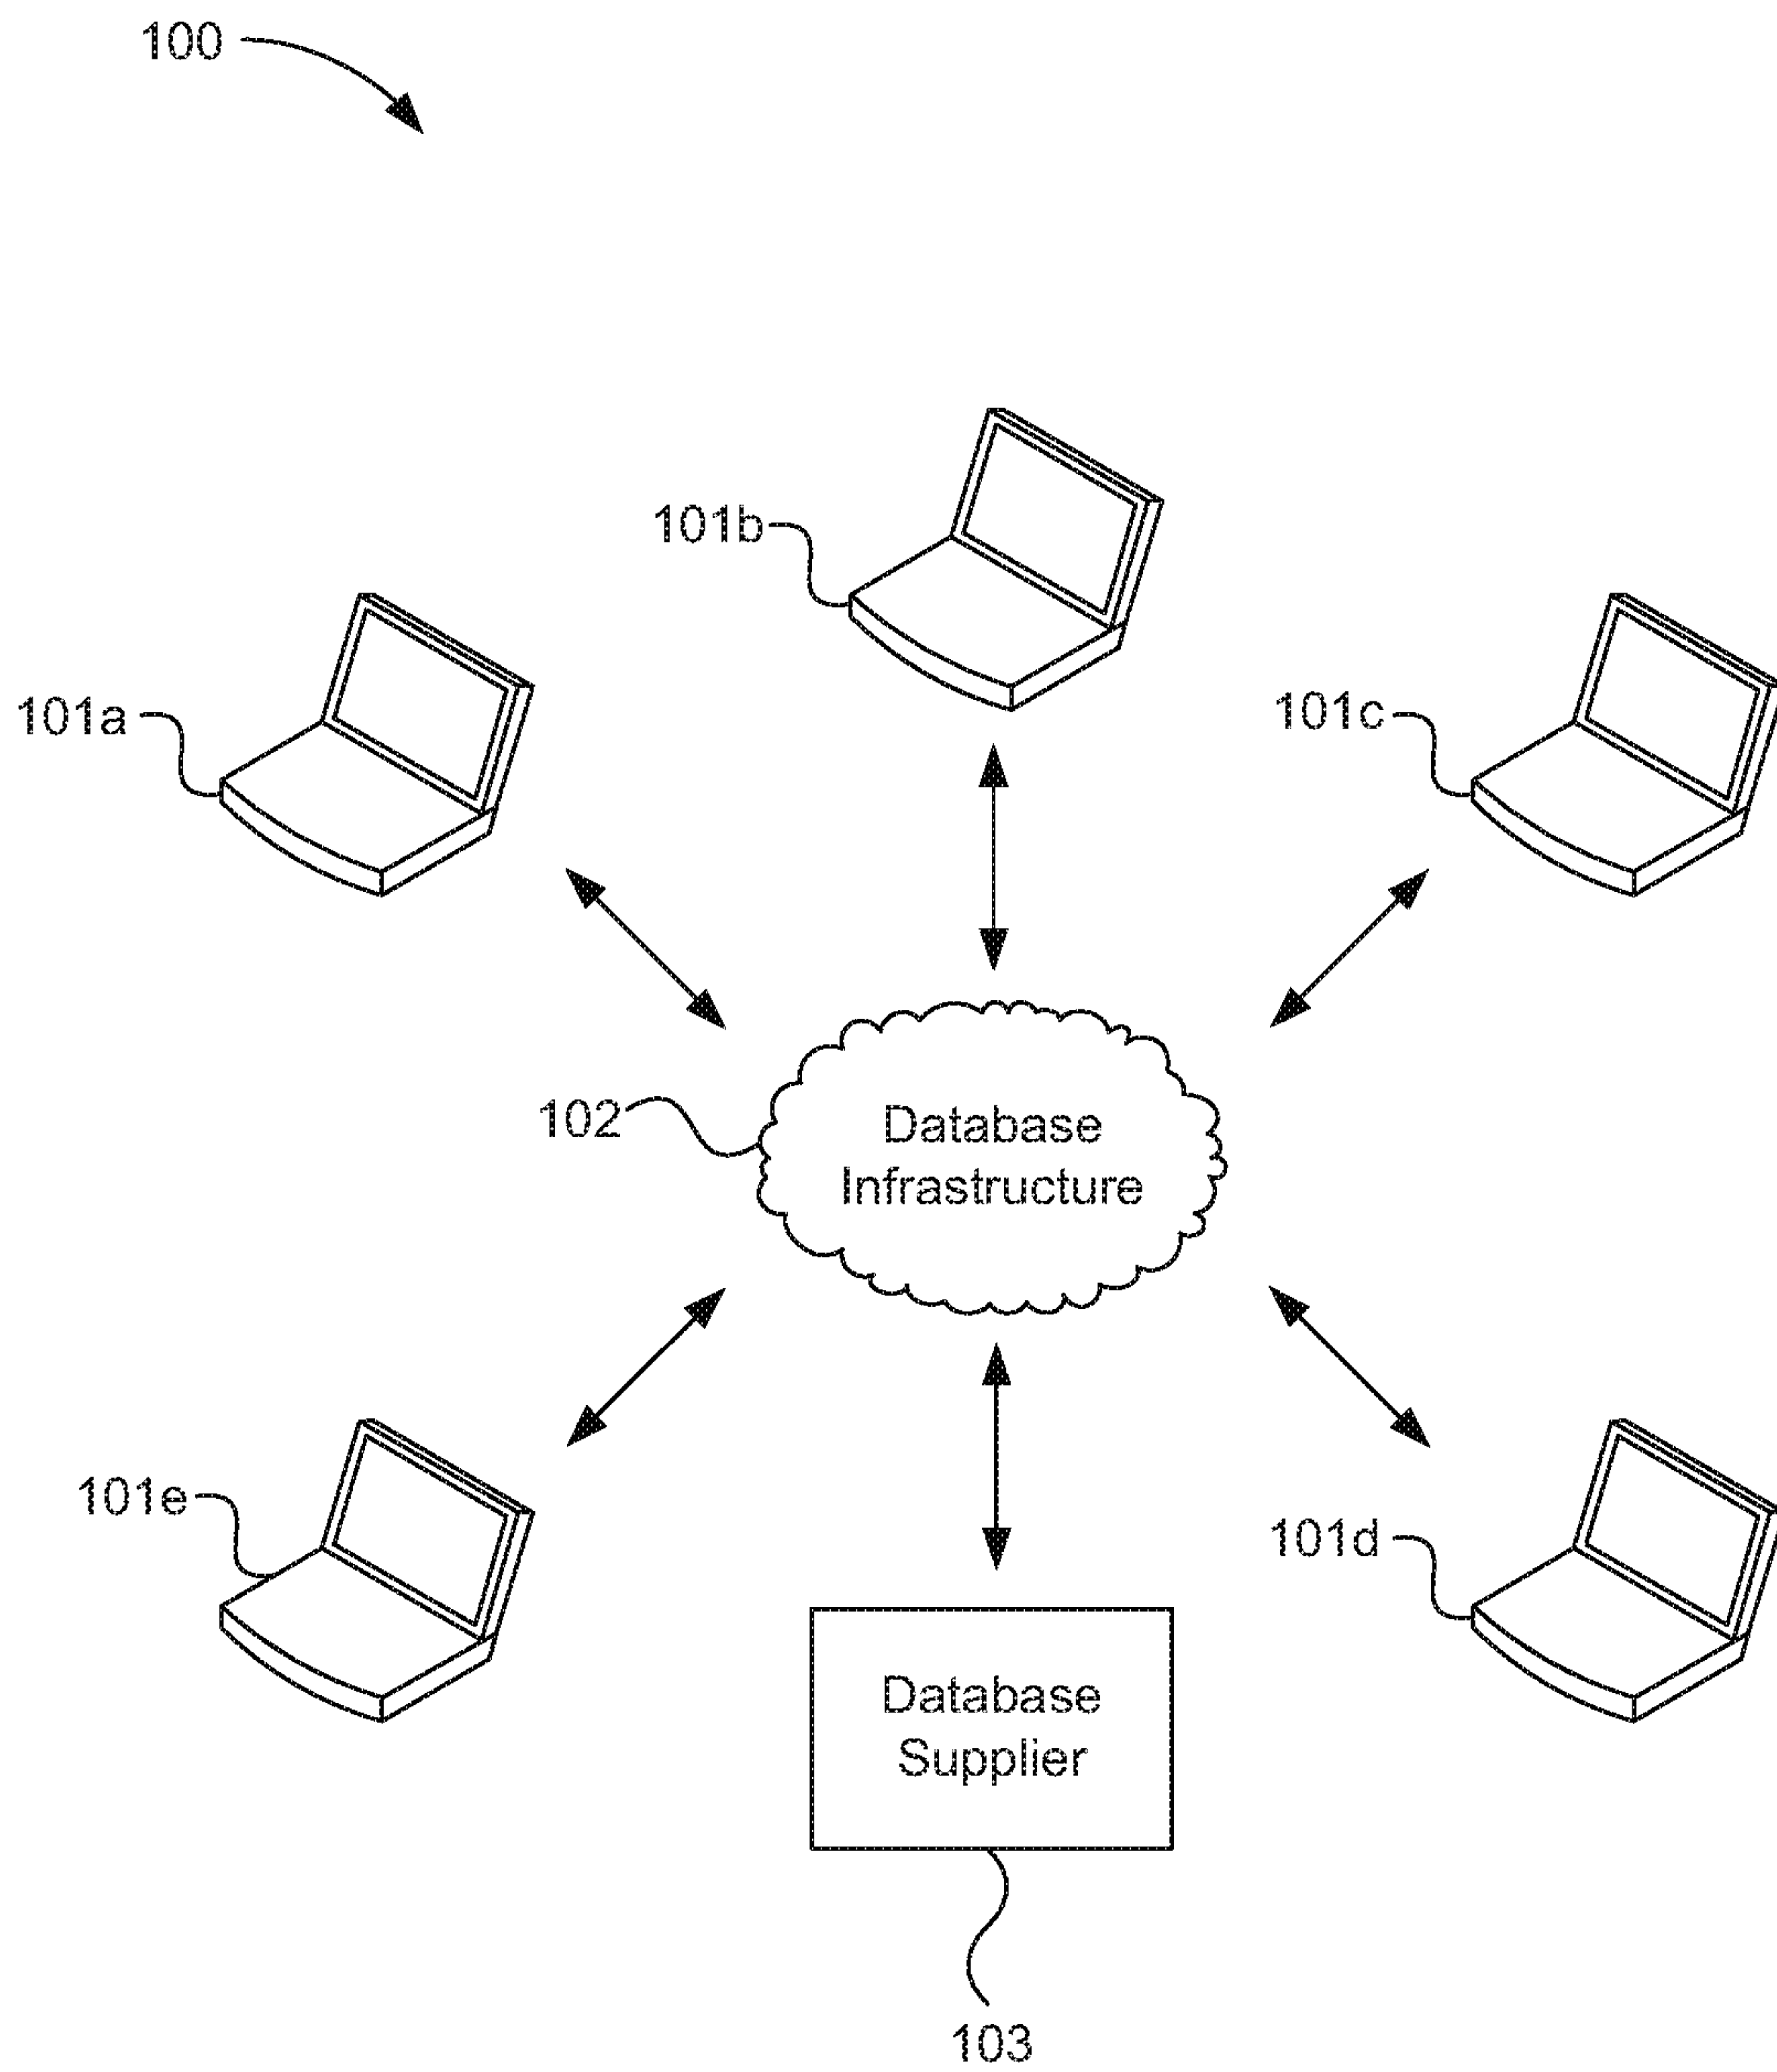 100
101b
101a
101c
102
Database
Infrastructure
101e
101d
Database
Supplier
103